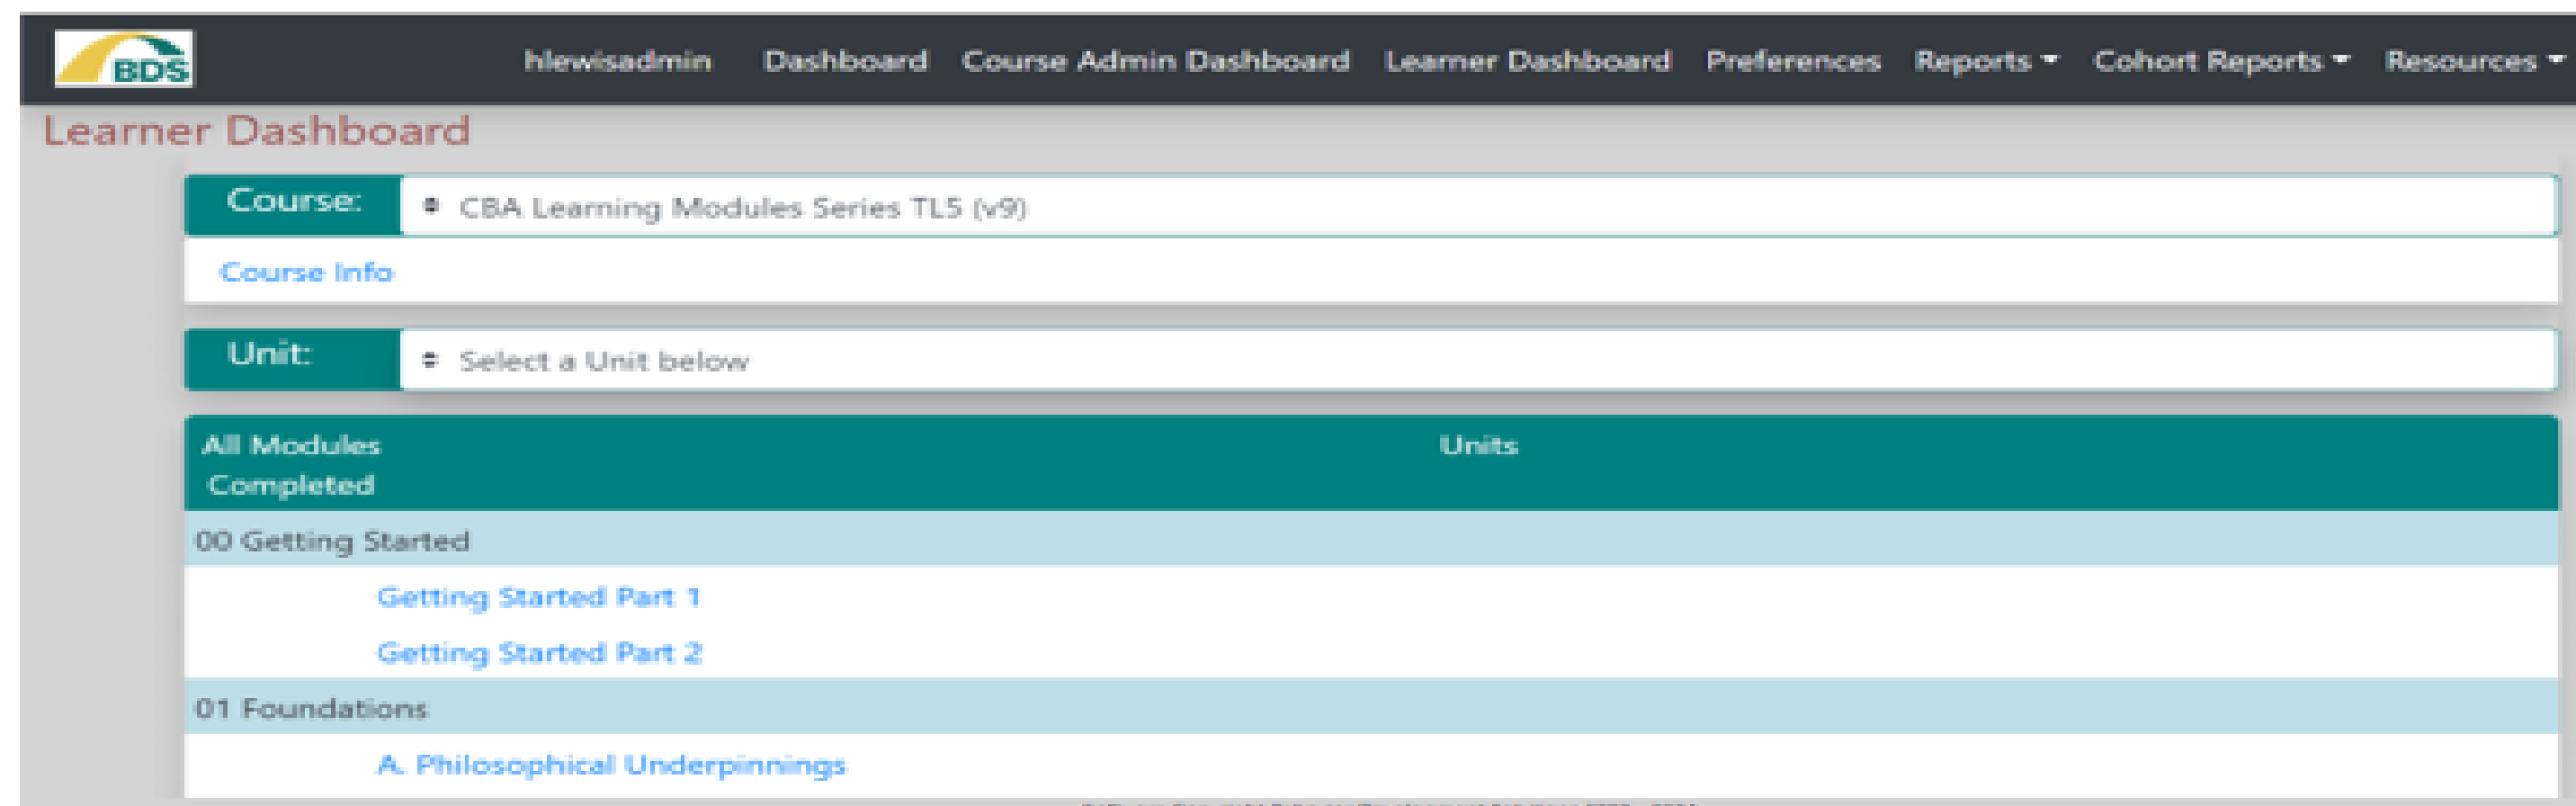 BDS
hlewisadmin Dashboard Course Admin Dashboard Learner Dashboard Preferences Reports Cohort Reports Resources
Learner Dashboard
Course: CBA Learning Modules Series TL5 (v9)
Course Info
Unit: Select a Unit below
All Modules Units
Completed
00 Getting Started
Getting Started Part 1
Getting Started Part 2
01 Foundations
A. Philosophical Underpinnings